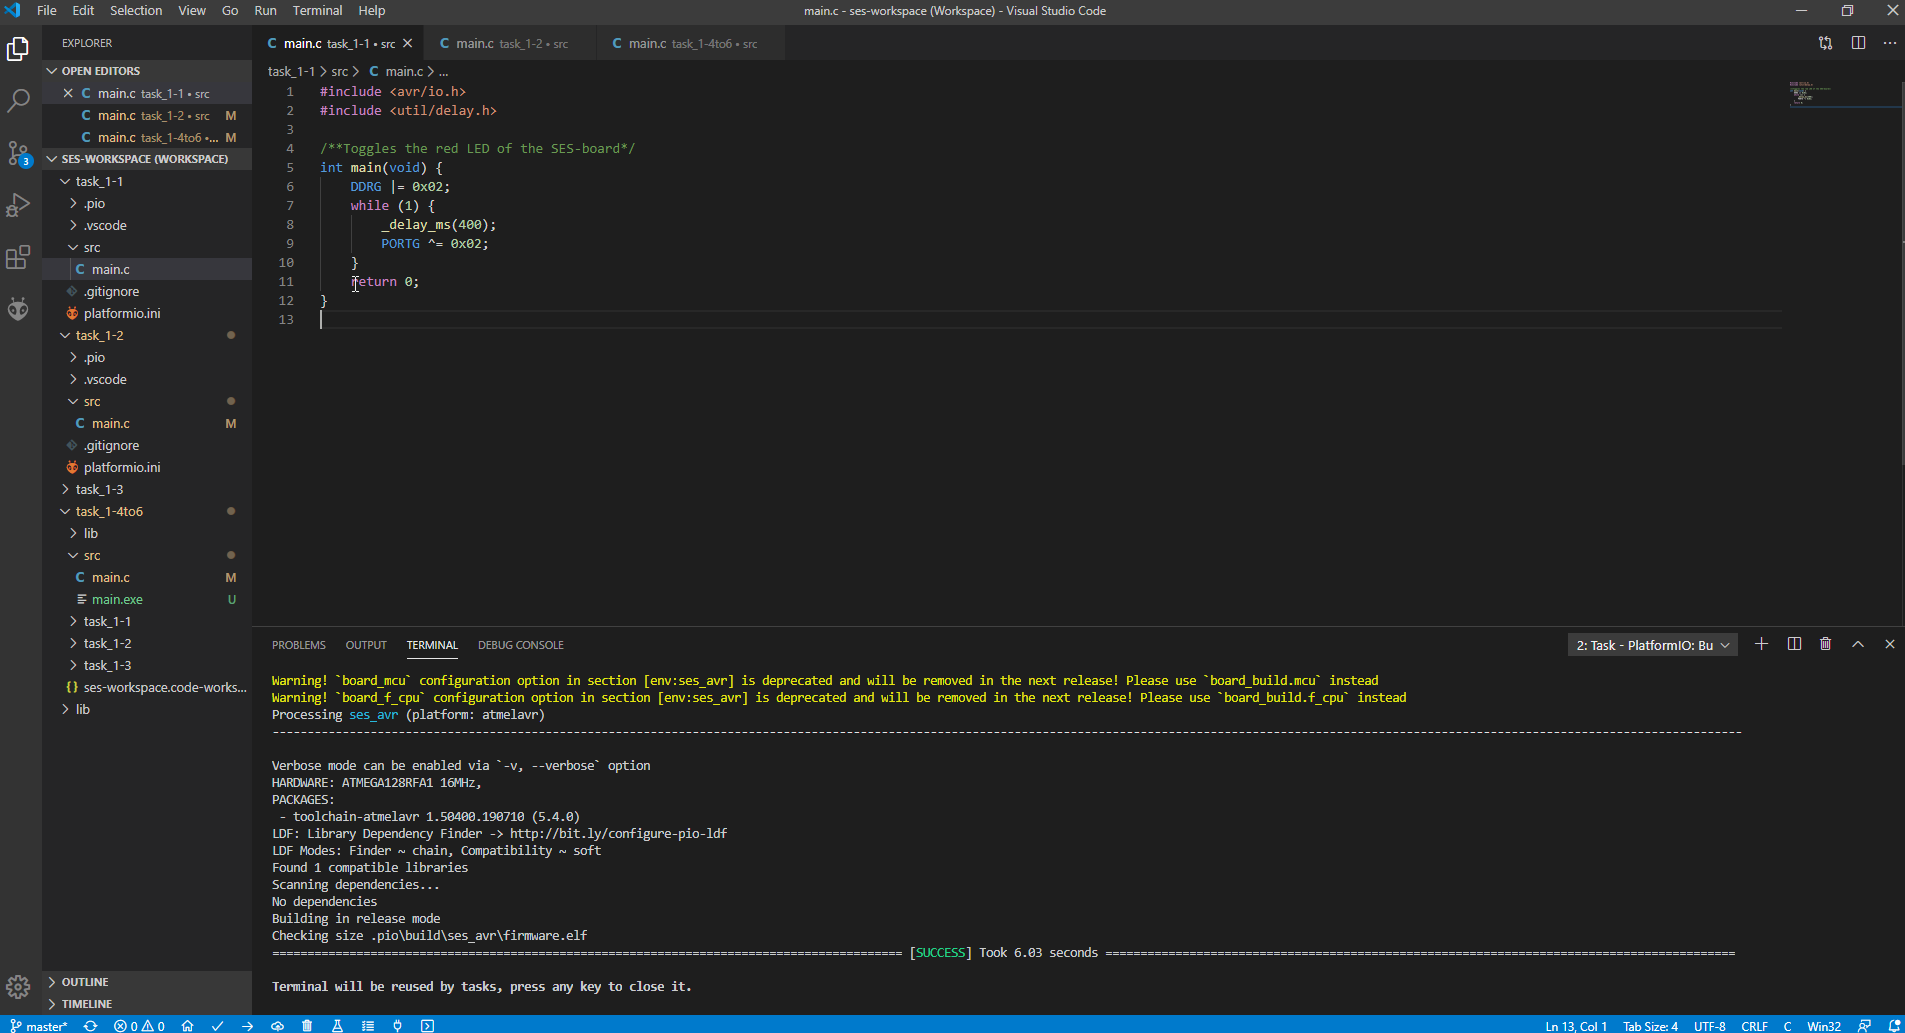 File Edit Selection View Go Run Terminal Help
main.c - ses-workspace (Workspace) - Visual Studio Code
EXPLORER
OPEN EDITORS
main.c task_1-1 • src
main.c task_1-2 • src M
main.c task_1-4to6 •... M
SES-WORKSPACE (WORKSPACE)
task_1-1
.pio
.vscode
src
C main.c
.gitignore
platformio.ini
task_1-2
.pio
.vscode
src
C main.c M
.gitignore
platformio.ini
task_1-3
task_1-4to6
lib
src
C main.c M
main.exe U
task_1-1
task_1-2
task_1-3
{} ses-workspace.code-works...
lib
OUTLINE
TIMELINE
3
C main.c task_1-1 • src
C main.c task_1-2 • src
C main.c task_1-4to6 • src
task_1-1 > src > C main.c > ...
1 #include <avr/io.h>
2 #include <util/delay.h>
3
4 /**Toggles the red LED of the SES-board*/
5 int main(void) {
6 DDRG |= 0x02;
7 while (1) {
8 _delay_ms(400);
9 PORTG ^= 0x02;
10 }
11 return 0;
12 }
13
PROBLEMS OUTPUT TERMINAL DEBUG CONSOLE
2: Task - PlatformIO: Bu
Warning! `board_mcu` configuration option in section [env:ses_avr] is deprecated and will be removed in the next release! Please use `board_build.mcu` instead
Warning! `board_f_cpu` configuration option in section [env:ses_avr] is deprecated and will be removed in the next release! Please use `board_build.f_cpu` instead
Processing ses_avr (platform: atmelavr)
--------------------------------------------------------------------------------
Verbose mode can be enabled via `-v, --verbose` option
HARDWARE: ATMEGA128RFA1 16MHz,
PACKAGES:
- toolchain-atmelavr 1.50400.190710 (5.4.0)
LDF: Library Dependency Finder -> http://bit.ly/configure-pio-ldf
LDF Modes: Finder ~ chain, Compatibility ~ soft
Found 1 compatible libraries
Scanning dependencies...
No dependencies
Building in release mode
Checking size .pio\build\ses_avr\firmware.elf
==================== [SUCCESS] Took 6.03 seconds ====================
Terminal will be reused by tasks, press any key to close it.
master* 0 0
Ln 13, Col 1 Tab Size: 4 UTF-8 CRLF C Win32